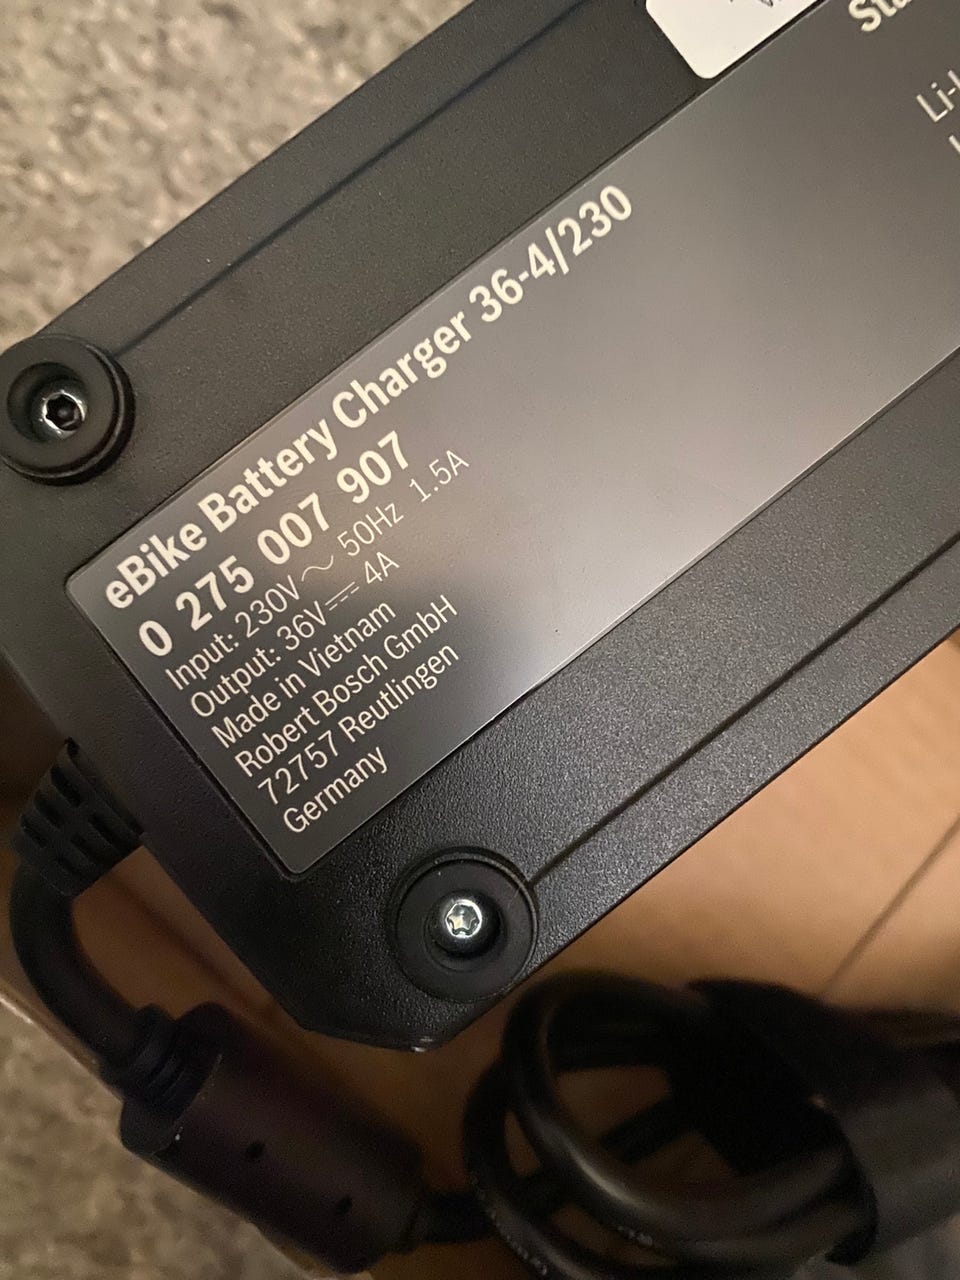 eBike Battery Charger 36-4/230
0 275 007 907
Input: 230V ~ 50Hz 1.5A
Output: 36V⎓ 4A
Made in Vietnam
Robert Bosch GmbH
72757 Reutlingen
Germany